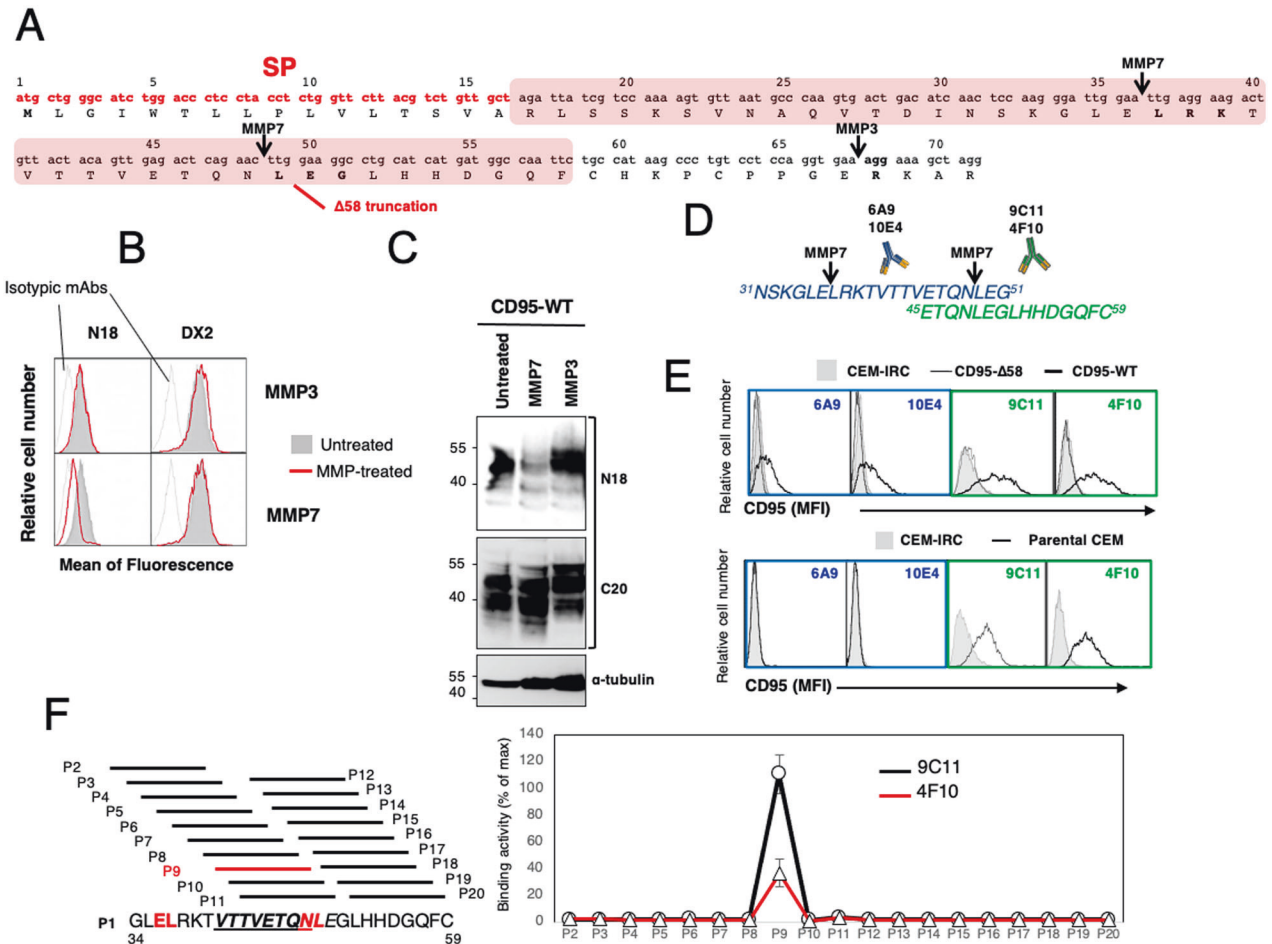 A
SP
1 5 10 15 20 25 30 35 40
MMP7
atg ctg ggc atc tgg acc ctc cta cct ctg gtt ctt acg tct gtt gct aga tta tcg tcc aaa agt gtt aat gcc caa gtg act gac atc aac tcc aag gga ttg gaa ttg agg aag act
M L G I W T L L P L V L T S V A R L S S K S V N A Q V T D I N S K G L E L R K T
45 50 55 60 65 70
MMP7 MMP3
gtt act aca gtt gag act cag aac ttg gaa ggc ctg cat cat gat ggc caa ttc tgc cat aag ccc tgt cct cca ggt gaa agg aaa gct agg
V T T V E T Q N L E G L H H D G Q F C H K P C P P G E R K A R
Δ58 truncation
B
Isotypic mAbs
N18 DX2
MMP3
MMP7
Untreated
MMP-treated
Relative cell number
Mean of Fluorescence
C
CD95-WT
Untreated
MMP7
MMP3
55
40
N18
55
40
C20
55
40
α-tubulin
D
6A9
10E4
9C11
4F10
MMP7 MMP7
31NSKGLELRKTVTTVETQNLEG51
45ETQNLEGLHHDGQFC59
E
CEM-IRC CD95-Δ58 CD95-WT
6A9 10E4 9C11 4F10
Relative cell number
CD95 (MFI)
CEM-IRC Parental CEM
6A9 10E4 9C11 4F10
Relative cell number
CD95 (MFI)
F
P2
P3
P4
P5
P6
P7
P8
P9
P10
P11
P12
P13
P14
P15
P16
P17
P18
P19
P20
P1 GLELRKTVTTVETQNLEGLHHDGQFC
34 59
Binding activity (% of max)
140
120
100
80
60
40
20
0
9C11
4F10
P2 P3 P4 P5 P6 P7 P8 P9 P10 P11 P12 P13 P14 P15 P16 P17 P18 P19 P20